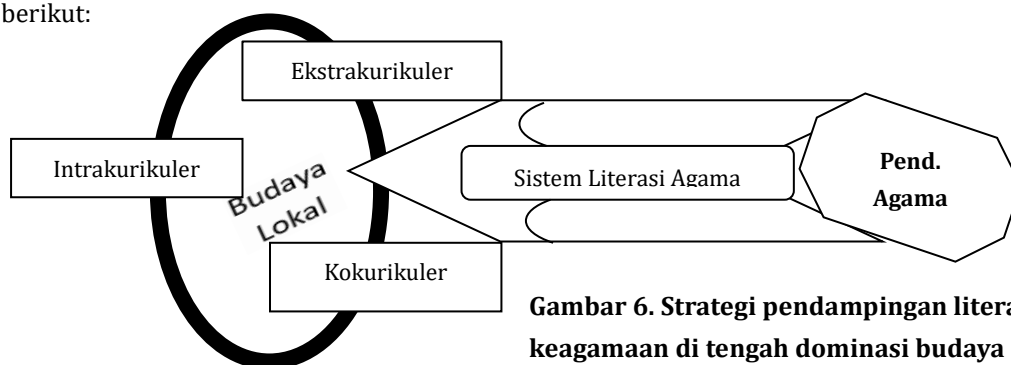 berikut:
Ekstrakurikuler
Intrakurikuler
Budaya
Lokal
Sistem Literasi Agama
Pend.
Agama
Kokurikuler
Gambar 6. Strategi pendampingan litera
keagamaan di tengah dominasi budaya